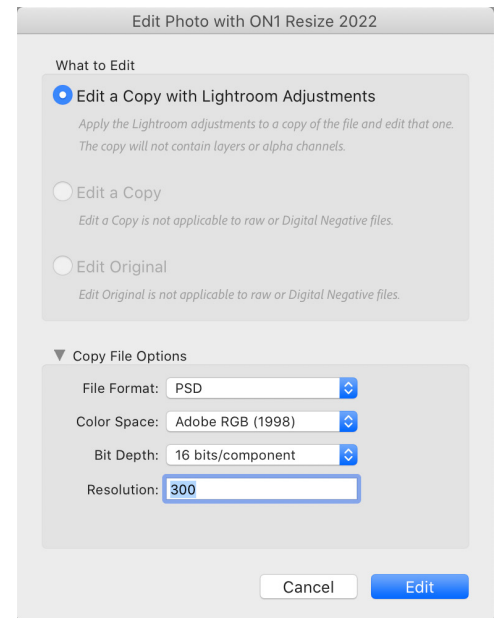 Edit Photo with ON1 Resize 2022
What to Edit
Edit a Copy with Lightroom Adjustments
Apply the Lightroom adjustments to a copy of the file and edit that one.
The copy will not contain layers or alpha channels.
Edit a Copy
Edit a Copy is not applicable to raw or Digital Negative files.
Edit Original
Edit Original is not applicable to raw or Digital Negative files.
Copy File Options
File Format: PSD
Color Space: Adobe RGB (1998)
Bit Depth: 16 bits/component
Resolution: 300
Cancel Edit